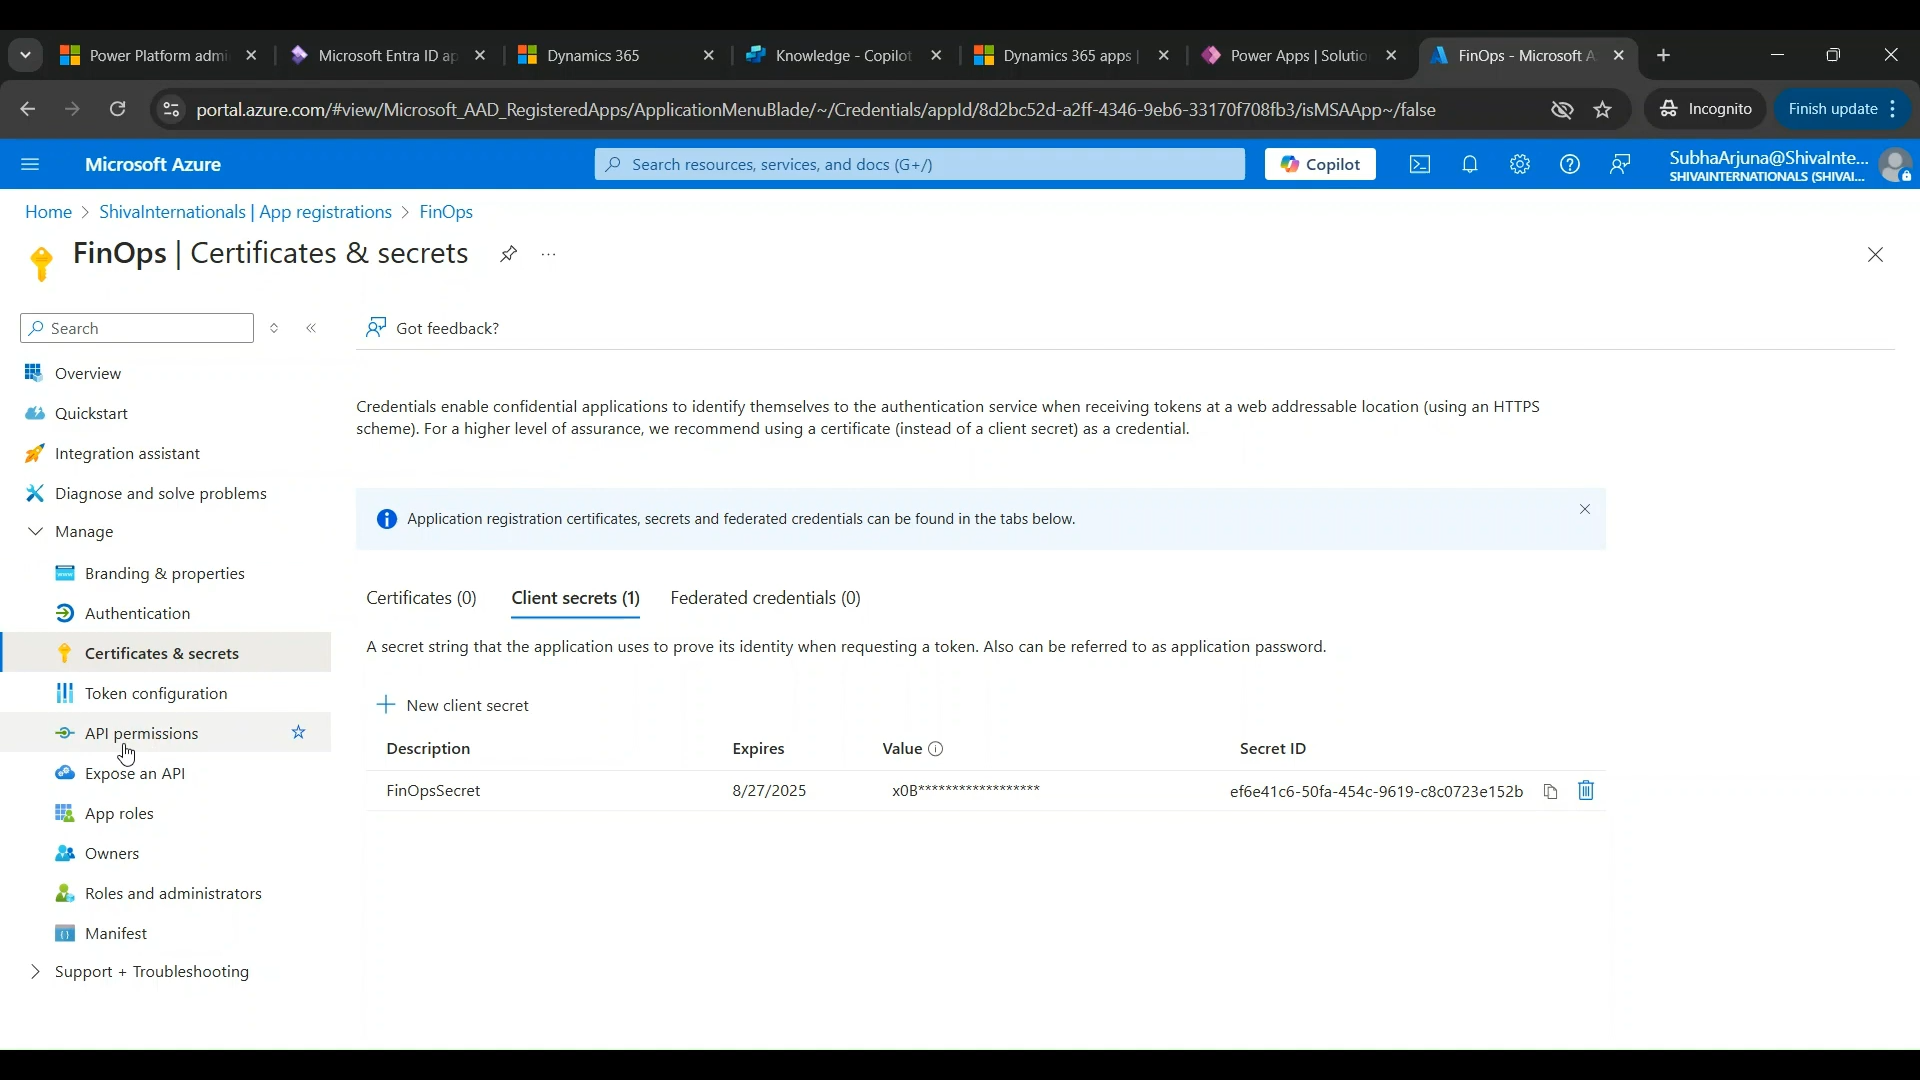 Power Platform admi
Microsoft Entra ID ap
Dynamics 365
Knowledge - Copilot
Dynamics 365 apps |
Power Apps | Solutio
FinOps - Microsoft A
portal.azure.com/#view/Microsoft_AAD_RegisteredApps/ApplicationMenuBlade/~/Credentials/appId/8d2bc52d-a2ff-4346-9eb6-33170f708fb3/isMSAApp~/false
Incognito
Finish update
Microsoft Azure
Search resources, services, and docs (G+/)
Copilot
SubhaArjuna@ShivaInte...
SHIVAINTERNATIONALS (SHIVAI...
Home > ShivaInternationals | App registrations > FinOps
FinOps | Certificates & secrets
Search
Got feedback?
Overview
Quickstart
Integration assistant
Diagnose and solve problems
Manage
Branding & properties
Authentication
Certificates & secrets
Token configuration
API permissions
Expose an API
App roles
Owners
Roles and administrators
Manifest
Support + Troubleshooting
Credentials enable confidential applications to identify themselves to the authentication service when receiving tokens at a web addressable location (using an HTTPS
scheme). For a higher level of assurance, we recommend using a certificate (instead of a client secret) as a credential.
Application registration certificates, secrets and federated credentials can be found in the tabs below.
Certificates (0)
Client secrets (1)
Federated credentials (0)
A secret string that the application uses to prove its identity when requesting a token. Also can be referred to as application password.
New client secret
Description Expires Value Secret ID
FinOpsSecret 8/27/2025 x0B****************** ef6e41c6-50fa-454c-9619-c8c0723e152b